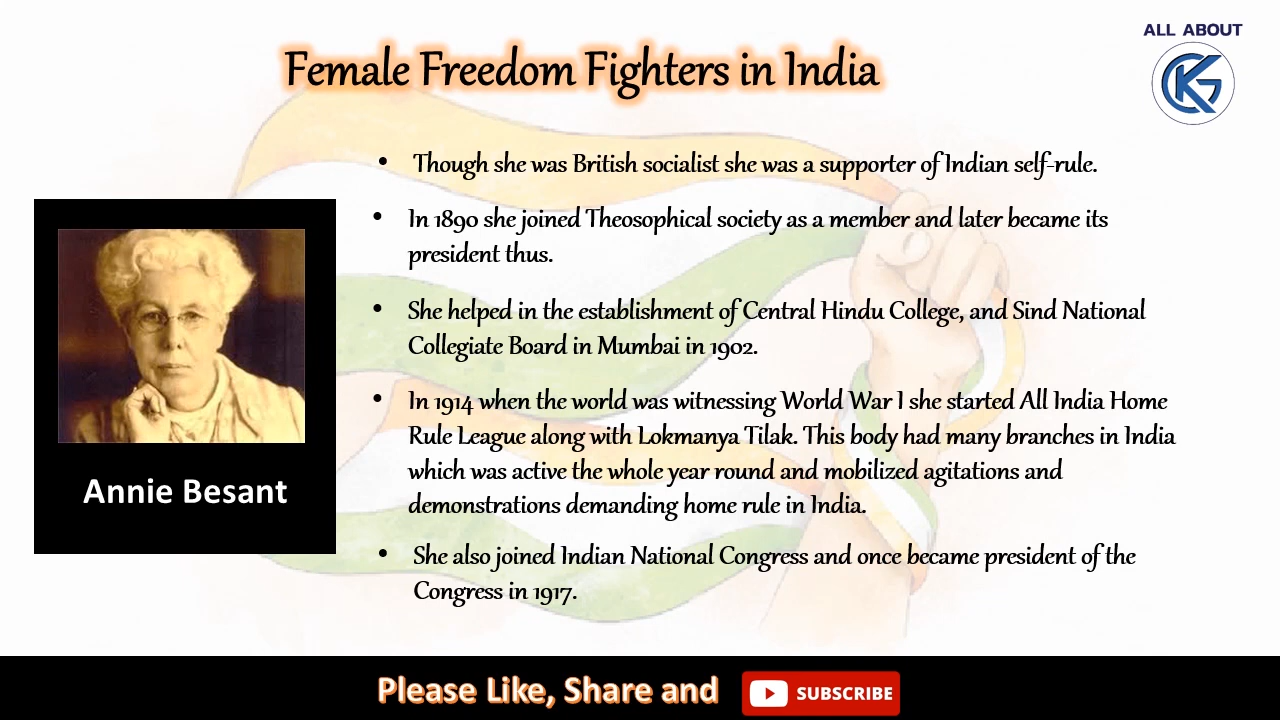 ALL ABOUT
GK
Female Freedom Fighters in India
• Though she was British socialist she was a supporter of Indian self-rule.
• In 1890 she joined Theosophical society as a member and later became its
president thus.
• She helped in the establishment of Central Hindu College, and Sind National
Collegiate Board in Mumbai in 1902.
• In 1914 when the world was witnessing World War I she started All India Home
Rule League along with Lokmanya Tilak. This body had many branches in India
which was active the whole year round and mobilized agitations and
demonstrations demanding home rule in India.
• She also joined Indian National Congress and once became president of the
Congress in 1917.
Annie Besant
Please Like, Share and SUBSCRIBE